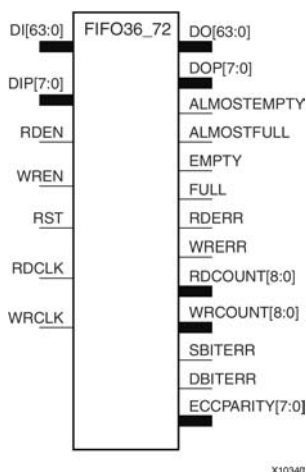 FIFO36_72
DI[63:0]
DIP[7:0]
RDEN
WREN
RST
RDCLK
WRCLK
DO[63:0]
DOP[7:0]
ALMOSTEMPTY
ALMOSTFULL
EMPTY
FULL
RDERR
WRERR
RDCOUNT[8:0]
WRCOUNT[8:0]
SBITERR
DBITERR
ECCPARITY[7:0]
X10340